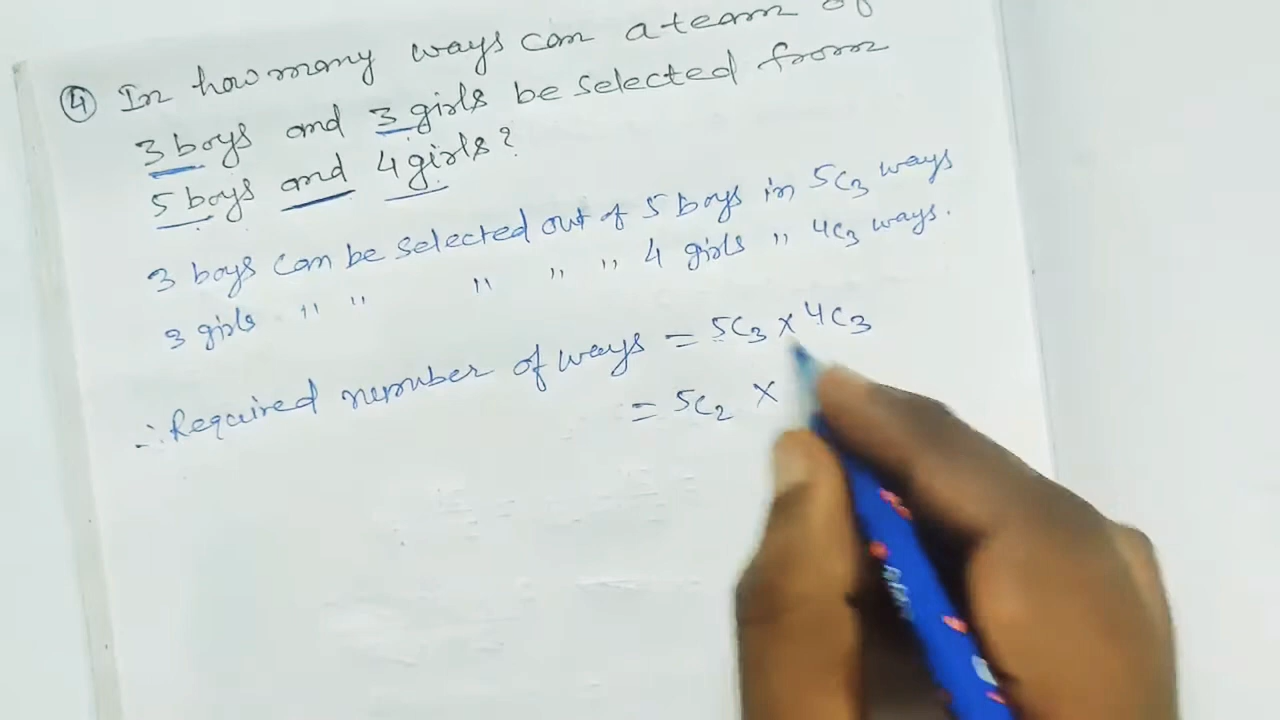 ④ In how many ways can a team of
3 boys and 3 girls be selected from
5 boys and 4 girls?
3 boys can be selected out of 5 boys in 5C3 ways
3 girls " " " " " 4 girls " 4C3 ways.
∴ Required number of ways = 5C3 × 4C3
= 5C2 ×